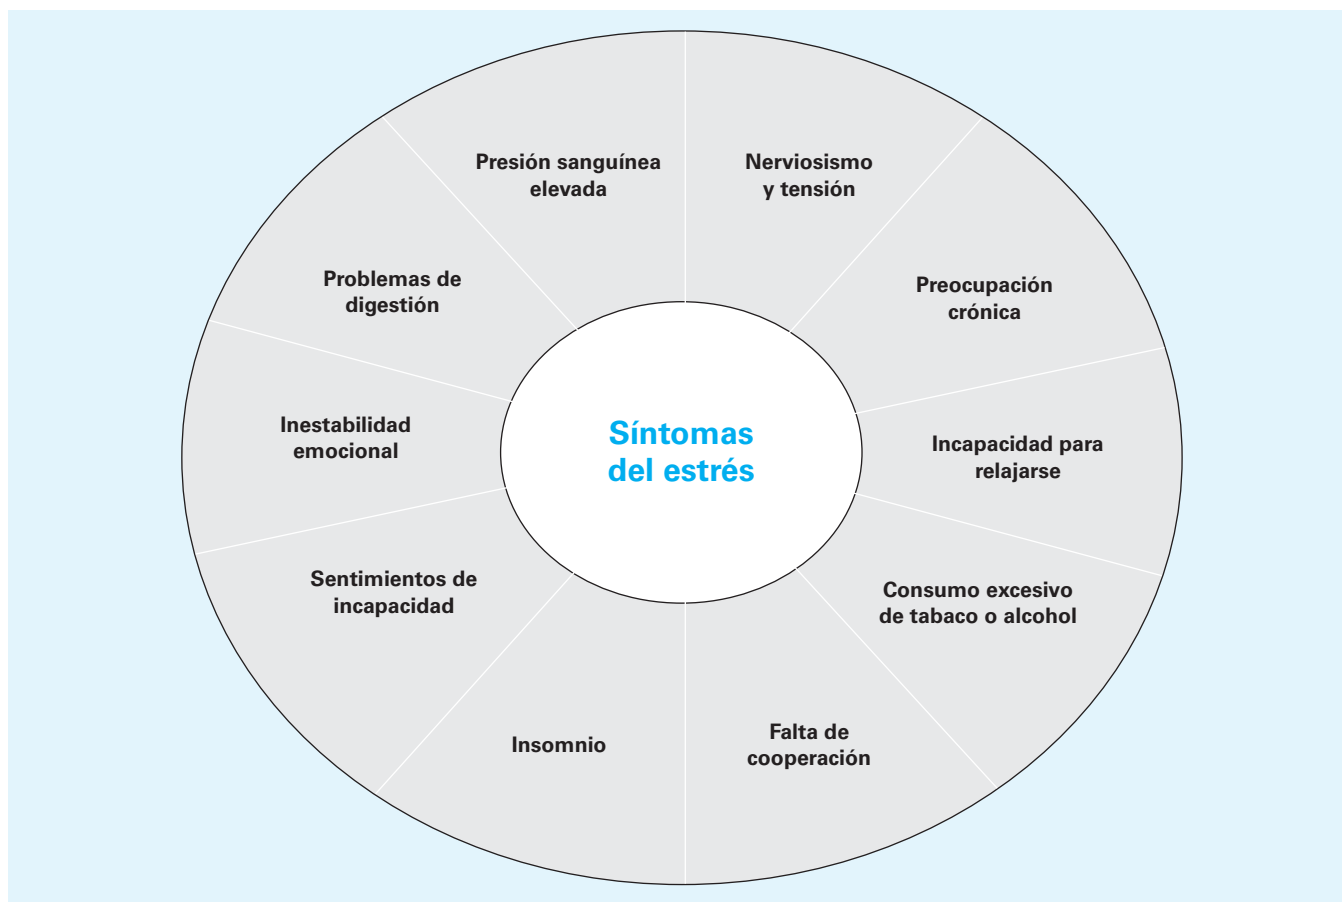 Síntomas
del estrés
Nerviosismo
y tensión
Preocupación
crónica
Incapacidad para
relajarse
Consumo excesivo
de tabaco o alcohol
Falta de
cooperación
Insomnio
Sentimientos de
incapacidad
Inestabilidad
emocional
Problemas de
digestión
Presión sanguínea
elevada